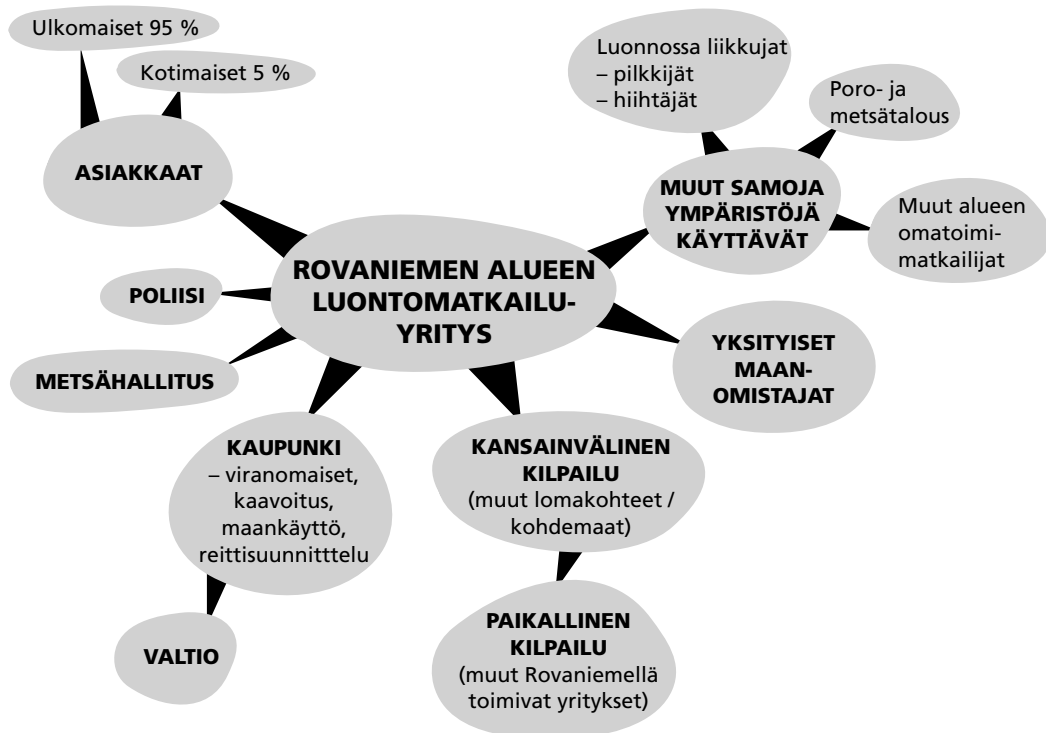 Ulkomaiset 95 %
Kotimaiset 5 %
ASIAKKAAT
Luonnossa liikkujat
– pilkkijät
– hiihtäjät
Poro- ja
metsätalous
MUUT SAMOJA
YMPÄRISTÖJÄ
KÄYTTÄVÄT
Muut alueen
omatoimi-
matkailijat
ROVANIEMEN ALUEEN
LUONTOMATKAILU-
YRITYS
POLIISI
METSÄHALLITUS
YKSITYISET
MAAN-
OMISTAJAT
KAUPUNKI
– viranomaiset,
kaavoitus,
maankäyttö,
reittisuunnitttelu
VALTIO
KANSAINVÄLINEN
KILPAILU
(muut lomakohteet /
kohdemaat)
PAIKALLINEN
KILPAILU
(muut Rovaniemellä
toimivat yritykset)